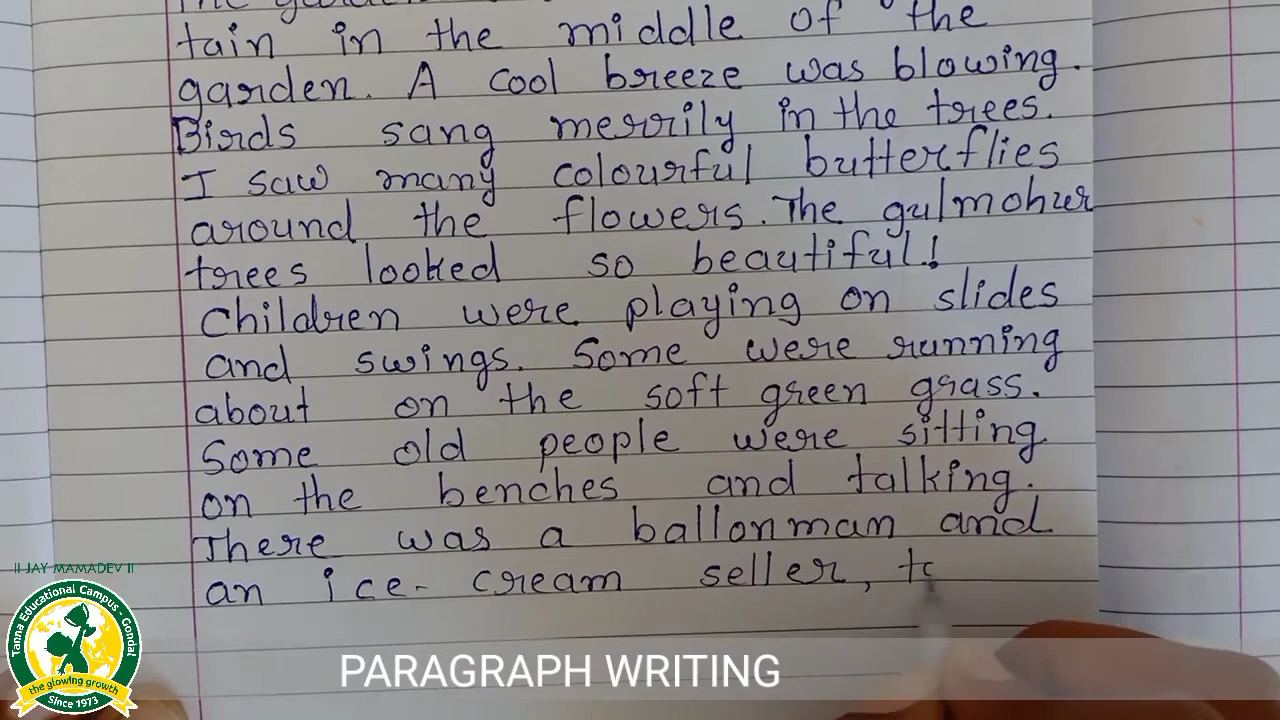 The garden
tain in the middle of the
garden. A cool breeze was blowing.
Birds sang merrily in the trees.
I saw many colourful butterflies
around the flowers. The gulmohur
trees looked so beautiful!
Children were playing on slides
and swings. Some were running
about on the soft green grass.
Some old people were sitting
on the benches and talking.
There was a ballonman and
an ice-cream seller, to
॥ JAY MAMADEV ॥
Tanna Educational Campus - Gondal
the glowing growth
Since 1973
PARAGRAPH WRITING